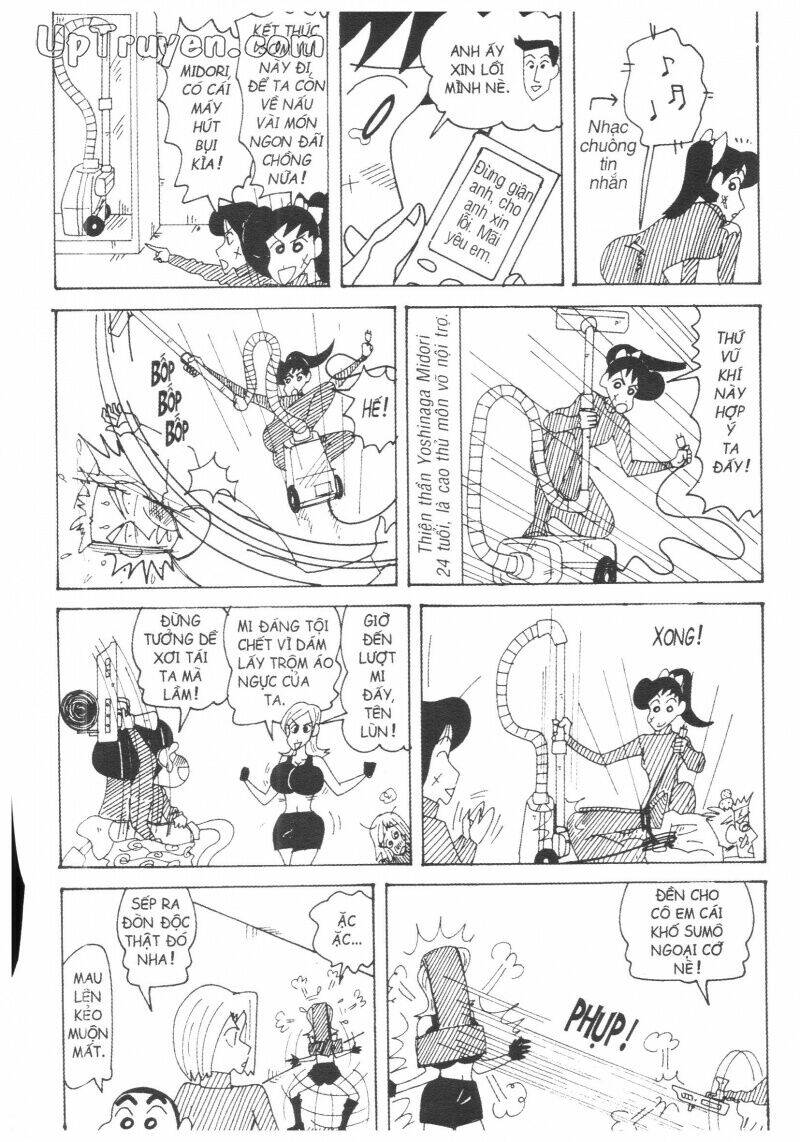 UpTruyen.com
Nhạc
chuông
tin
nhắn
ANH ẤY
XIN LỖI
MÌNH NÈ.
Đừng giận
anh, cho
anh xin
lỗi. Mãi
yêu em.
KẾT THÚC
SỚM VỤ
NÀY ĐI,
ĐỂ TA CÒN
VỀ NẤU
VÀI MÓN
NGON ĐÃI
CHỒNG
NỮA!
MIDORI,
CÓ CÁI
MÁY
HÚT
BỤI
KÌA!
THỨ
VŨ
KHÍ
NÀY
HỢP
Ý
TA
ĐẤY!
Thiện thần Yoshinaga Midori
24 tuổi, là cao thủ môn võ nội trợ.
HẾ!
BỐP
BỐP
BỐP
XONG!
GIỜ
ĐẾN
LƯỢT
MI
ĐẤY,
TÊN
LÙN!
MI ĐÁNG TỘI
CHẾT VÌ DÁM
LẤY TRỘM ÁO
NGỰC CỦA
TA.
ĐỪNG
TƯỞNG DỄ
XƠI TÁI
TA MÀ
LẦM!
ĐỀN CHO
CÔ EM CÁI
KHỐ SUMÔ
NGOẠI CỠ
NÈ!
PHỤP!
ẶC
ẶC...
SẾP RA
ĐÒN ĐỘC
THẬT ĐÓ
NHA!
MAU
LÊN
KẺO
MUỘN
MẤT.